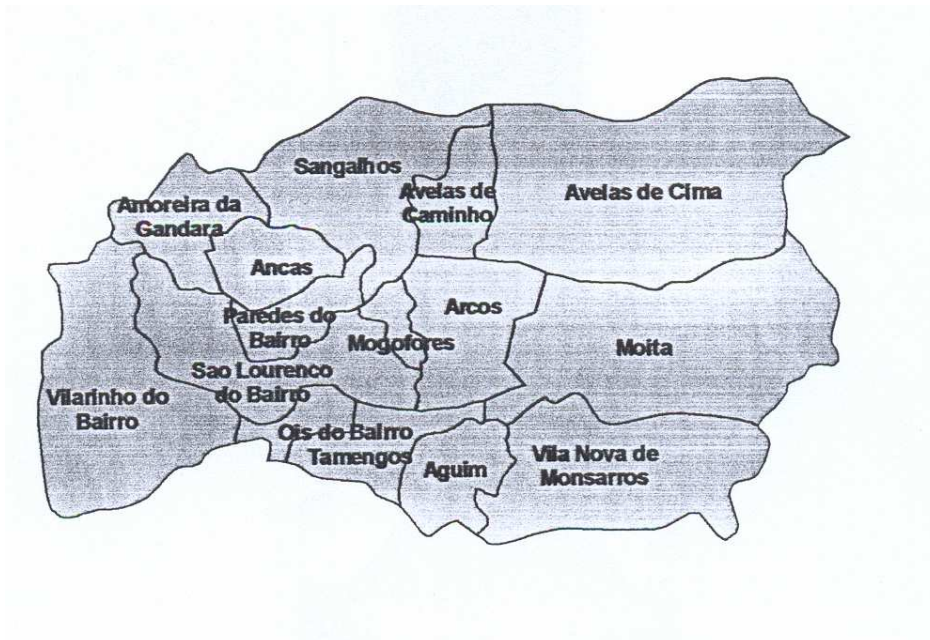 Sangalhos
Avelas de
Caminho
Avelas de Cima
Amoreira da
Gandara
Ancas
Arcos
Paredes do
Bairro
Mogofores
Moita
Sao Lourenco
do Bairro
Vilarinho do
Bairro
Ois do Bairro
Tamengos
Aguim
Vila Nova de
Monsarros